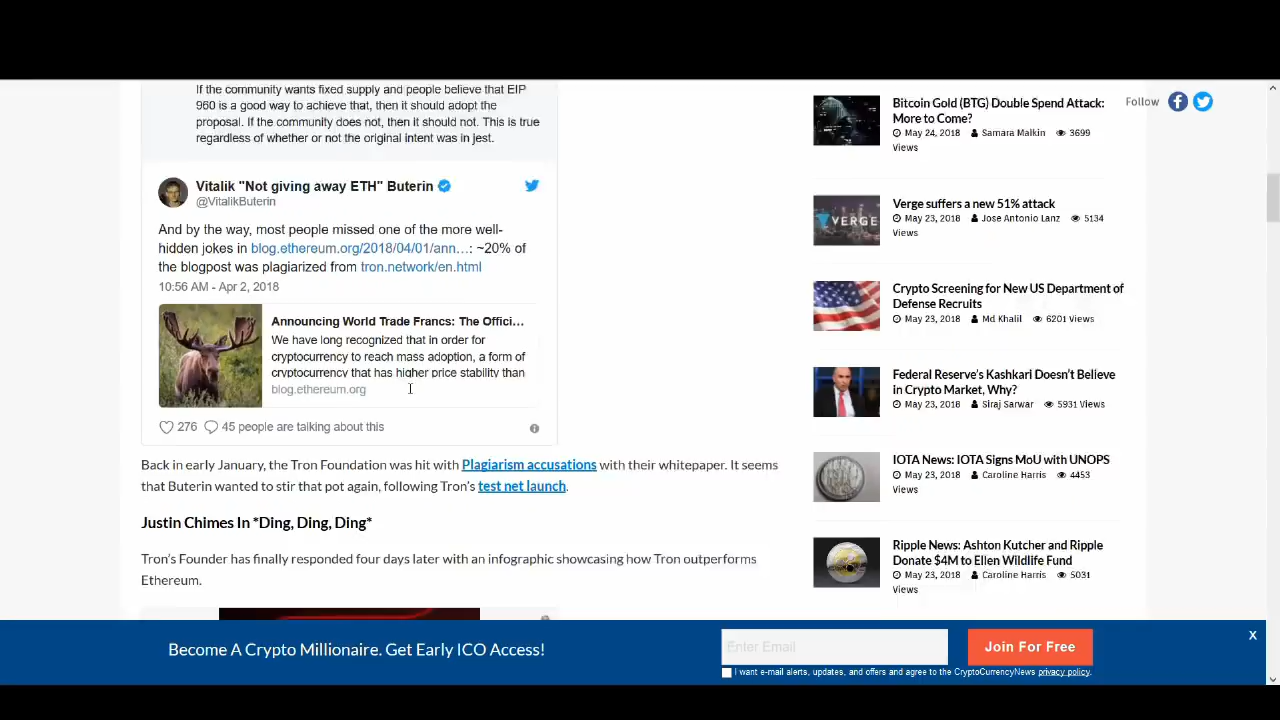 If the community wants fixed supply and people believe that EIP
960 is a good way to achieve that, then it should adopt the
proposal. If the community does not, then it should not. This is true
regardless of whether or not the original intent was in jest.
Vitalik "Not giving away ETH" Buterin
@VitalikButerin
And by the way, most people missed one of the more well-
hidden jokes in blog.ethereum.org/2018/04/01/ann…: ~20% of
the blogpost was plagiarized from tron.network/en.html
10:56 AM - Apr 2, 2018
Announcing World Trade Francs: The Offici...
We have long recognized that in order for
cryptocurrency to reach mass adoption, a form of
cryptocurrency that has higher price stability than
blog.ethereum.org
276 45 people are talking about this
Back in early January, the Tron Foundation was hit with Plagiarism accusations with their whitepaper. It seems
that Buterin wanted to stir that pot again, following Tron's test net launch.
Justin Chimes In *Ding, Ding, Ding*
Tron's Founder has finally responded four days later with an infographic showcasing how Tron outperforms
Ethereum.
Bitcoin Gold (BTG) Double Spend Attack:
More to Come?
May 24, 2018 Samara Malkin 3699
Views
VERGE
Verge suffers a new 51% attack
May 23, 2018 Jose Antonio Lanz 5134
Views
Crypto Screening for New US Department of
Defense Recruits
May 23, 2018 Md Khalil 6201 Views
Federal Reserve's Kashkari Doesn't Believe
in Crypto Market, Why?
May 23, 2018 Siraj Sarwar 5931 Views
IOTA News: IOTA Signs MoU with UNOPS
May 23, 2018 Caroline Harris 4453
Views
Ripple News: Ashton Kutcher and Ripple
Donate $4M to Ellen Wildlife Fund
May 23, 2018 Caroline Harris 5031
Views
Follow
Become A Crypto Millionaire. Get Early ICO Access!
Enter Email
Join For Free
X
I want e-mail alerts, updates, and offers and agree to the CryptoCurrencyNews privacy policy.